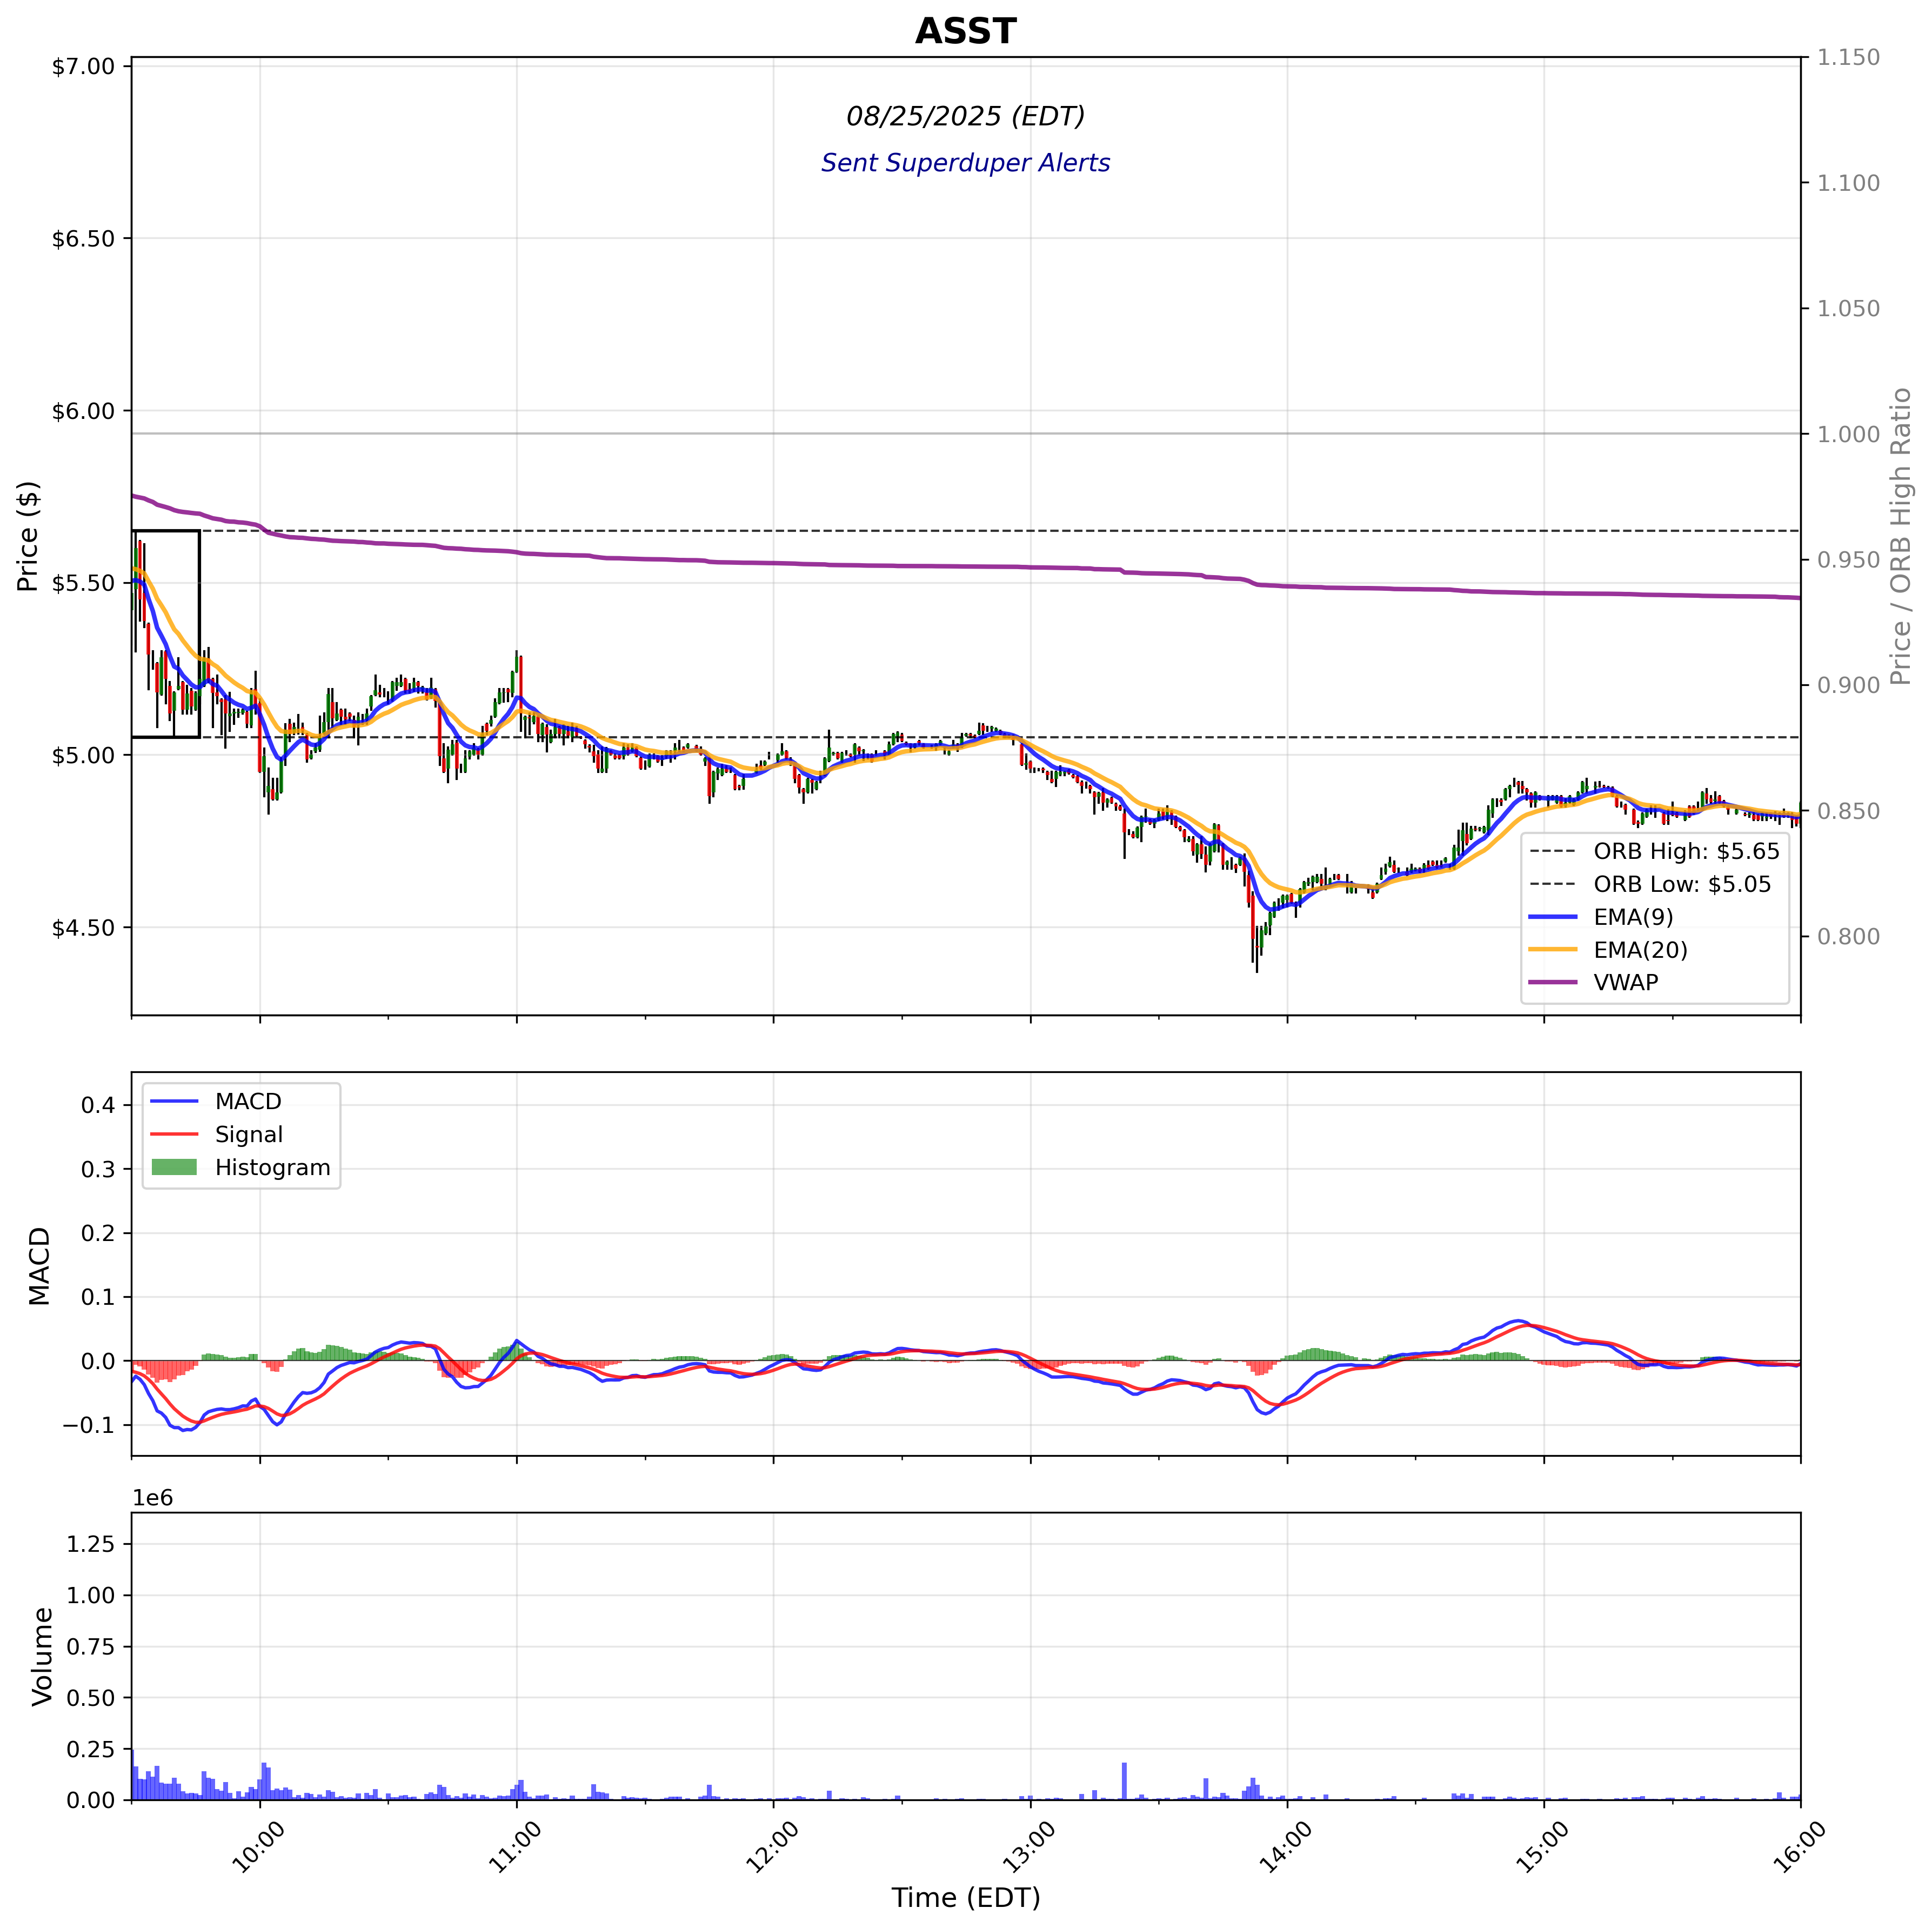 ASST
08/25/2025 (EDT)
Sent Superduper Alerts
Price ($)
$7.00
$6.50
$6.00
$5.50
$5.00
$4.50
Price / ORB High Ratio
1.150
1.100
1.050
1.000
0.950
0.900
0.850
0.800
ORB High: $5.65
ORB Low: $5.05
EMA(9)
EMA(20)
VWAP
MACD
0.4
0.3
0.2
0.1
0.0
−0.1
MACD
Signal
Histogram
1e6
Volume
1.25
1.00
0.75
0.50
0.25
0.00
10:00
11:00
12:00
13:00
14:00
15:00
16:00
Time (EDT)